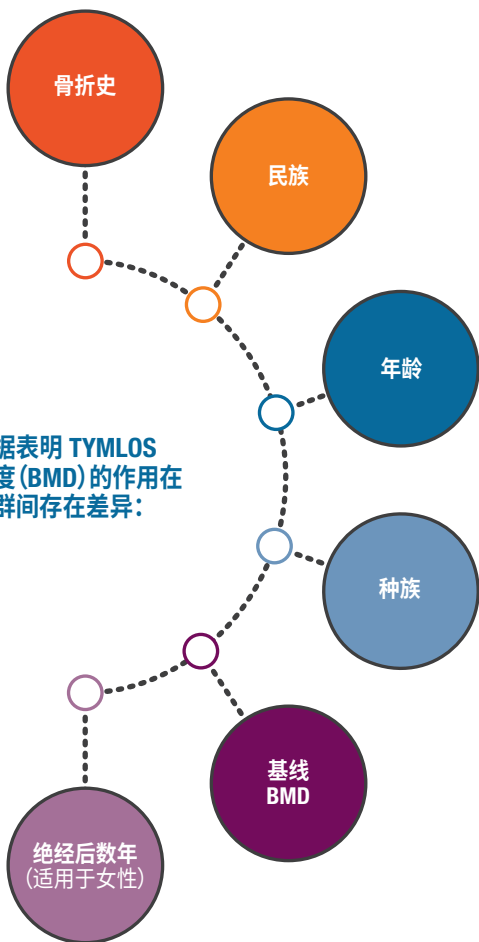 骨折史
民族
年龄
据表明 TYMLOS
度(BMD)的作用在
群间存在差异:
种族
基线
BMD
绝经后数年
(适用于女性)